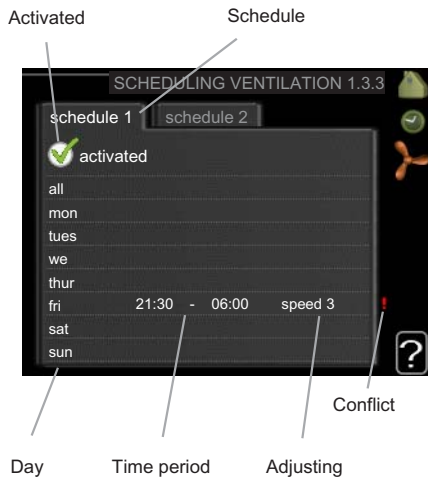 Activated Schedule
SCHEDULING VENTILATION 1.3.3
schedule 1 schedule 2
activated
all
mon
tues
we
thur
fri 21:30 - 06:00 speed 3 !
sat
sun
?
Conflict
Day Time period Adjusting